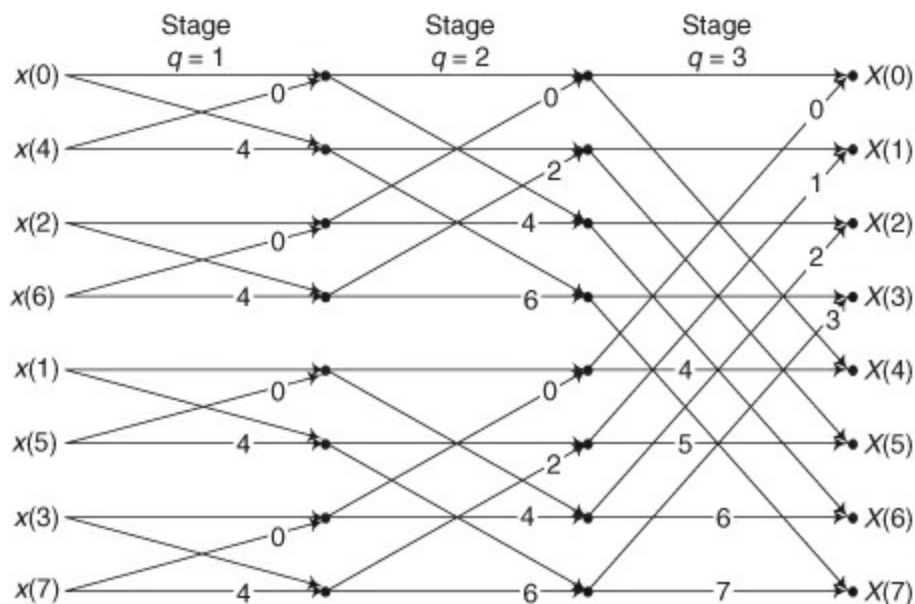 Stage Stage Stage
q = 1 q = 2 q = 3
x(0) 0 0 0 X(0)
x(4) 4 2 1 X(1)
x(2) 0 4 2 X(2)
x(6) 4 6 3 X(3)
x(1) 0 0 4 X(4)
x(5) 4 2 5 X(5)
x(3) 0 4 6 X(6)
x(7) 4 6 7 X(7)